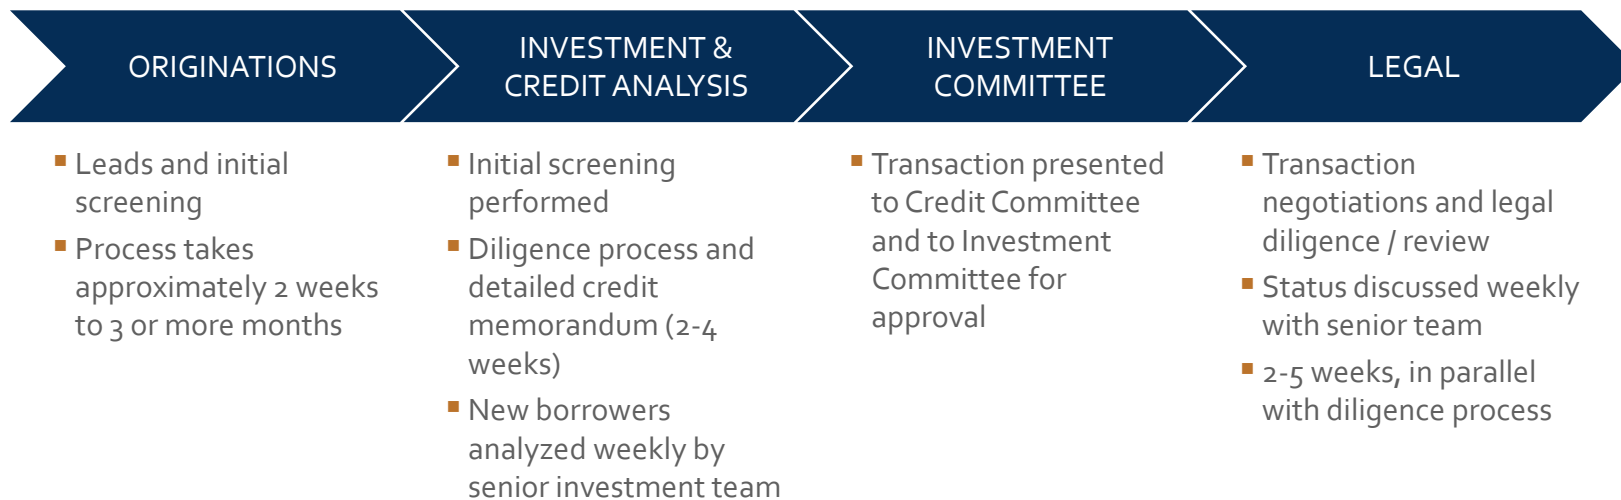 ORIGINATIONS
INVESTMENT &
CREDIT ANALYSIS
INVESTMENT
COMMITTEE
LEGAL
▪ Leads and initial
screening
▪ Process takes
approximately 2 weeks
to 3 or more months
▪ Initial screening
performed
▪ Diligence process and
detailed credit
memorandum (2-4
weeks)
▪ New borrowers
analyzed weekly by
senior investment team
▪ Transaction presented
to Credit Committee
and to Investment
Committee for
approval
▪ Transaction
negotiations and legal
diligence / review
▪ Status discussed weekly
with senior team
▪ 2-5 weeks, in parallel
with diligence process